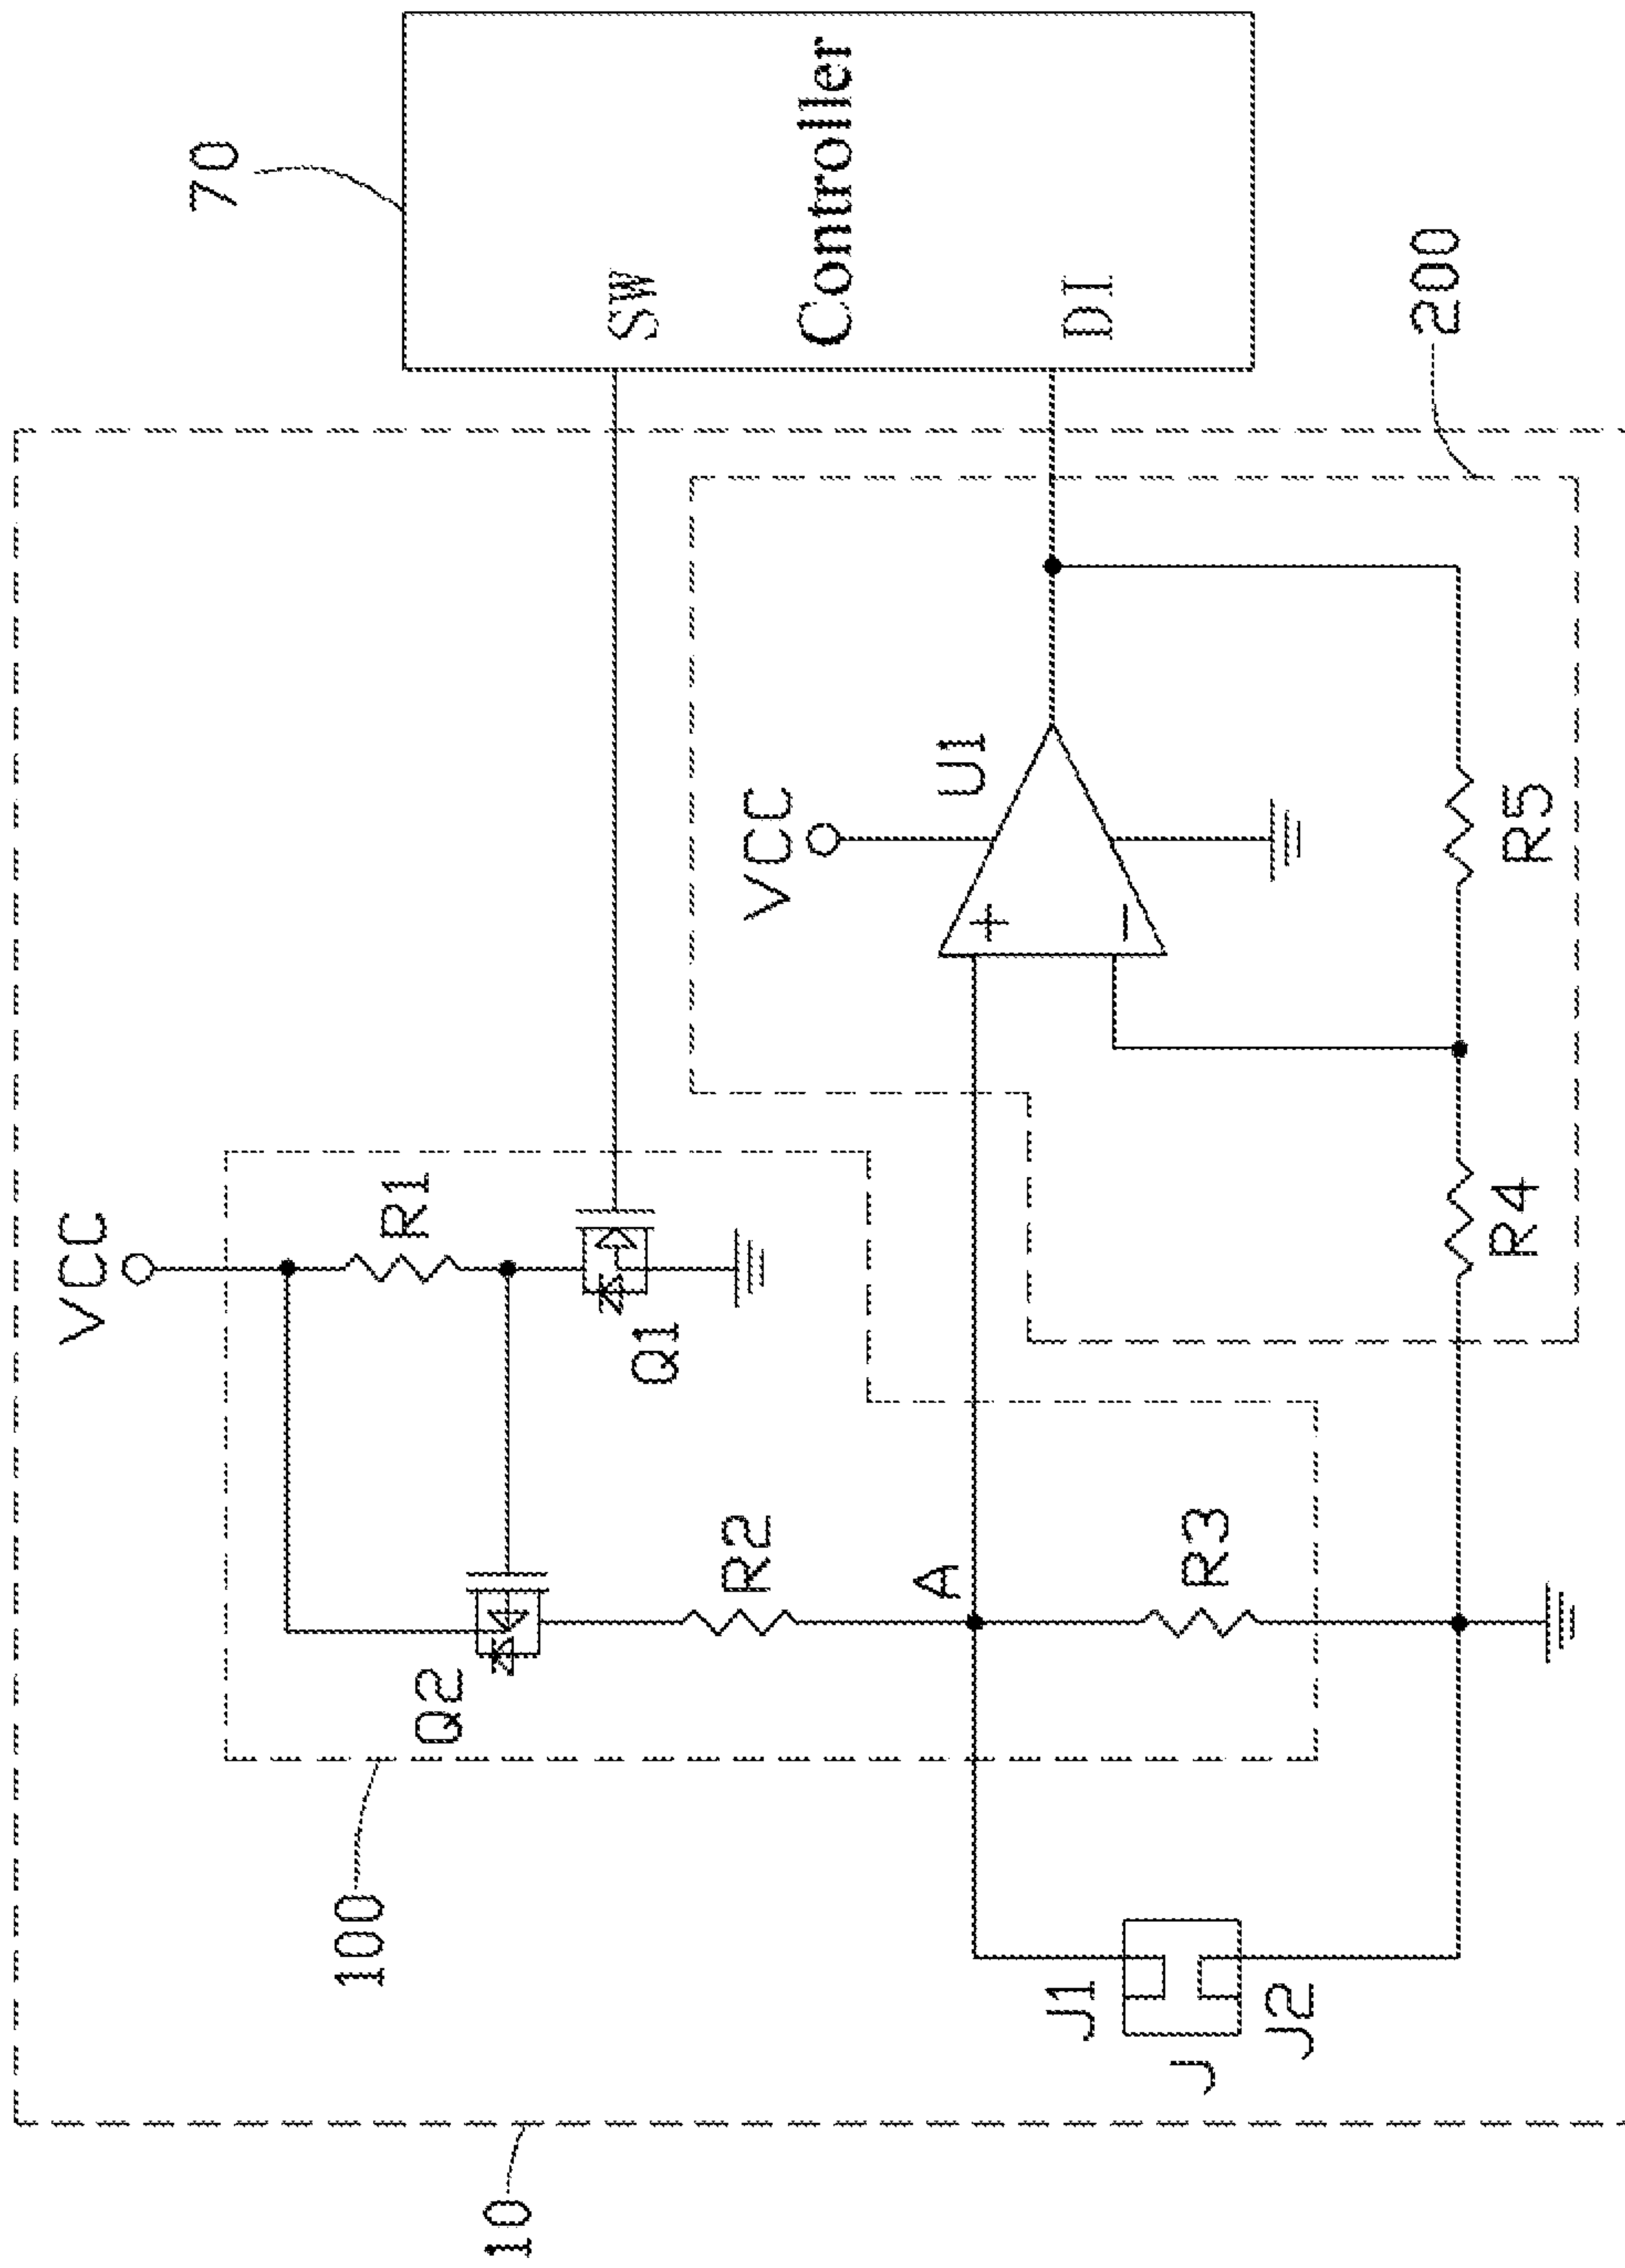 10
100
VCC
R1
Q2
Q1
R2
A
R3
J1
J
J2
SW
70
Controller
DI
VCC
U1
+
−
R4
R5
200